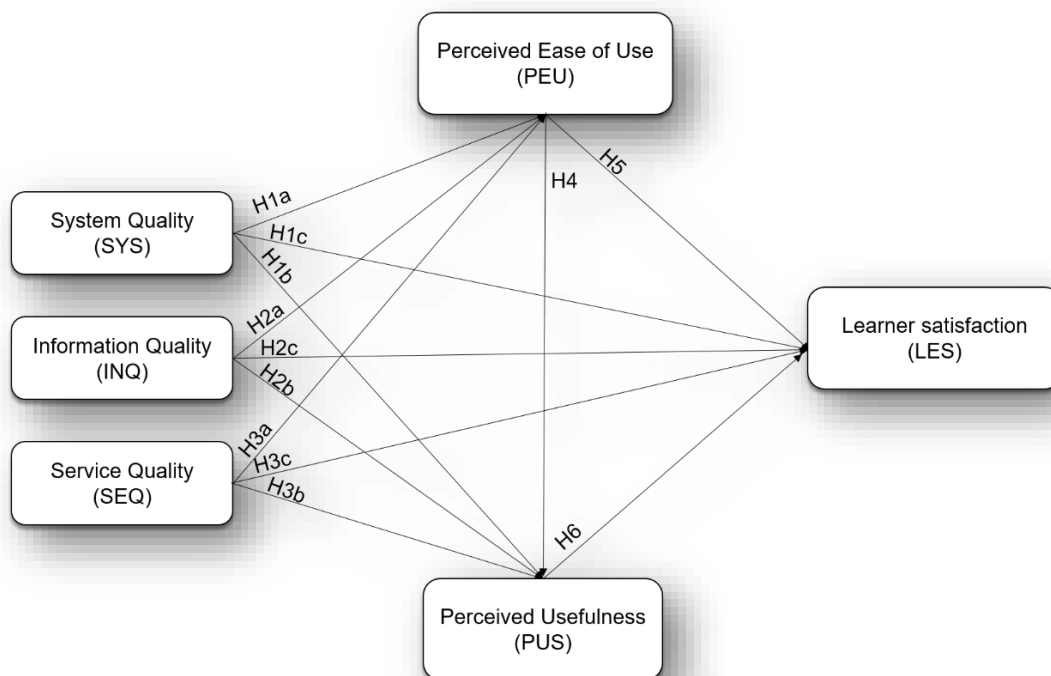 Perceived Ease of Use
(PEU)
H5
H4
H1a
System Quality
(SYS)
H1c
H1b
H2a
Information Quality
(INQ)
H2c
H2b
Learner satisfaction
(LES)
H3a
Service Quality
(SEQ)
H3c
H3b
H6
Perceived Usefulness
(PUS)